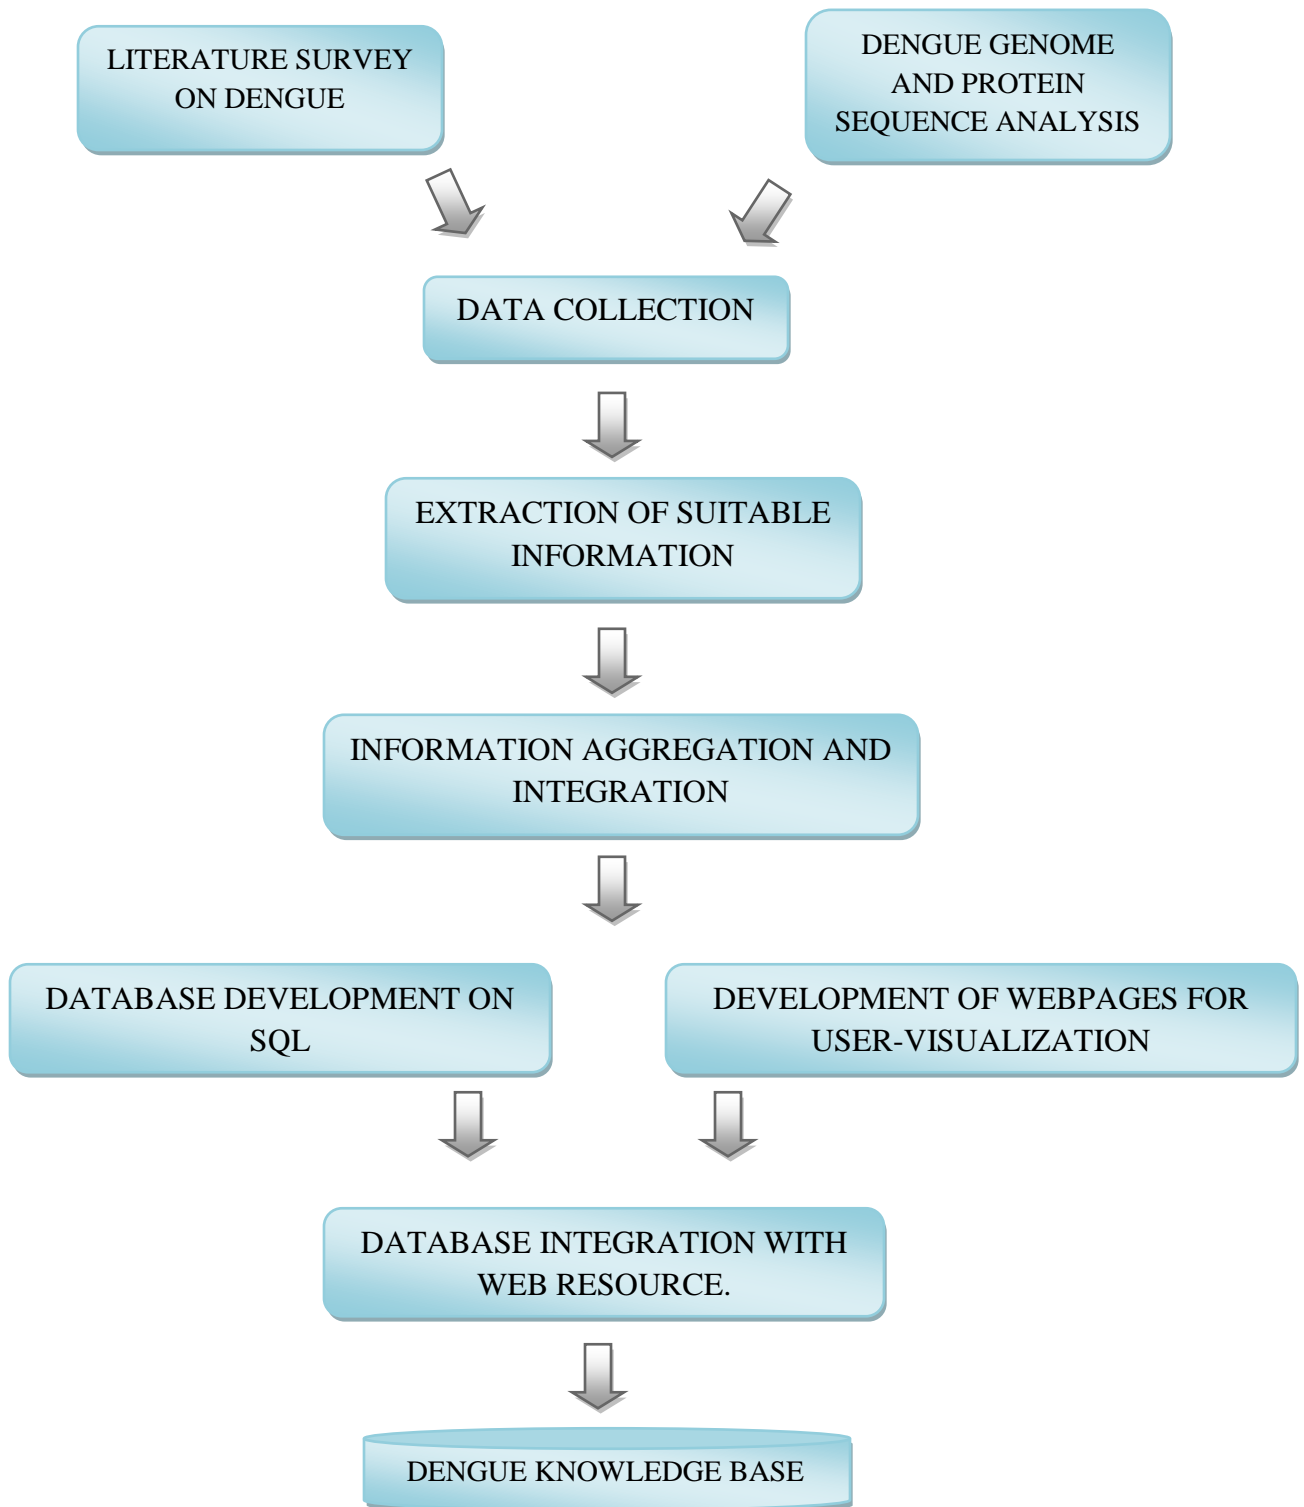 LITERATURE SURVEY
ON DENGUE
DENGUE GENOME
AND PROTEIN
SEQUENCE ANALYSIS
DATA COLLECTION
EXTRACTION OF SUITABLE
INFORMATION
INFORMATION AGGREGATION AND
INTEGRATION
DATABASE DEVELOPMENT ON
SQL
DEVELOPMENT OF WEBPAGES FOR
USER-VISUALIZATION
DATABASE INTEGRATION WITH
WEB RESOURCE.
DENGUE KNOWLEDGE BASE